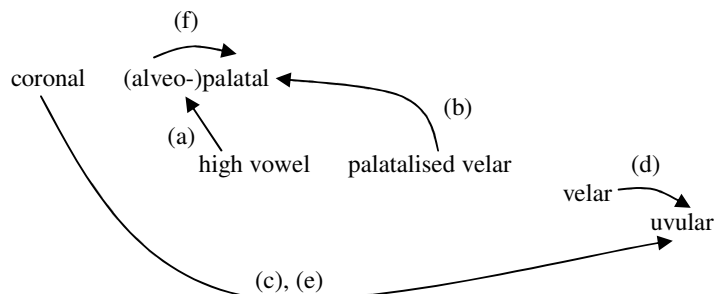 (f)
coronal (alveo-)palatal
(b)
(a)
high vowel palatalised velar
(d)
velar
uvular
(c), (e)